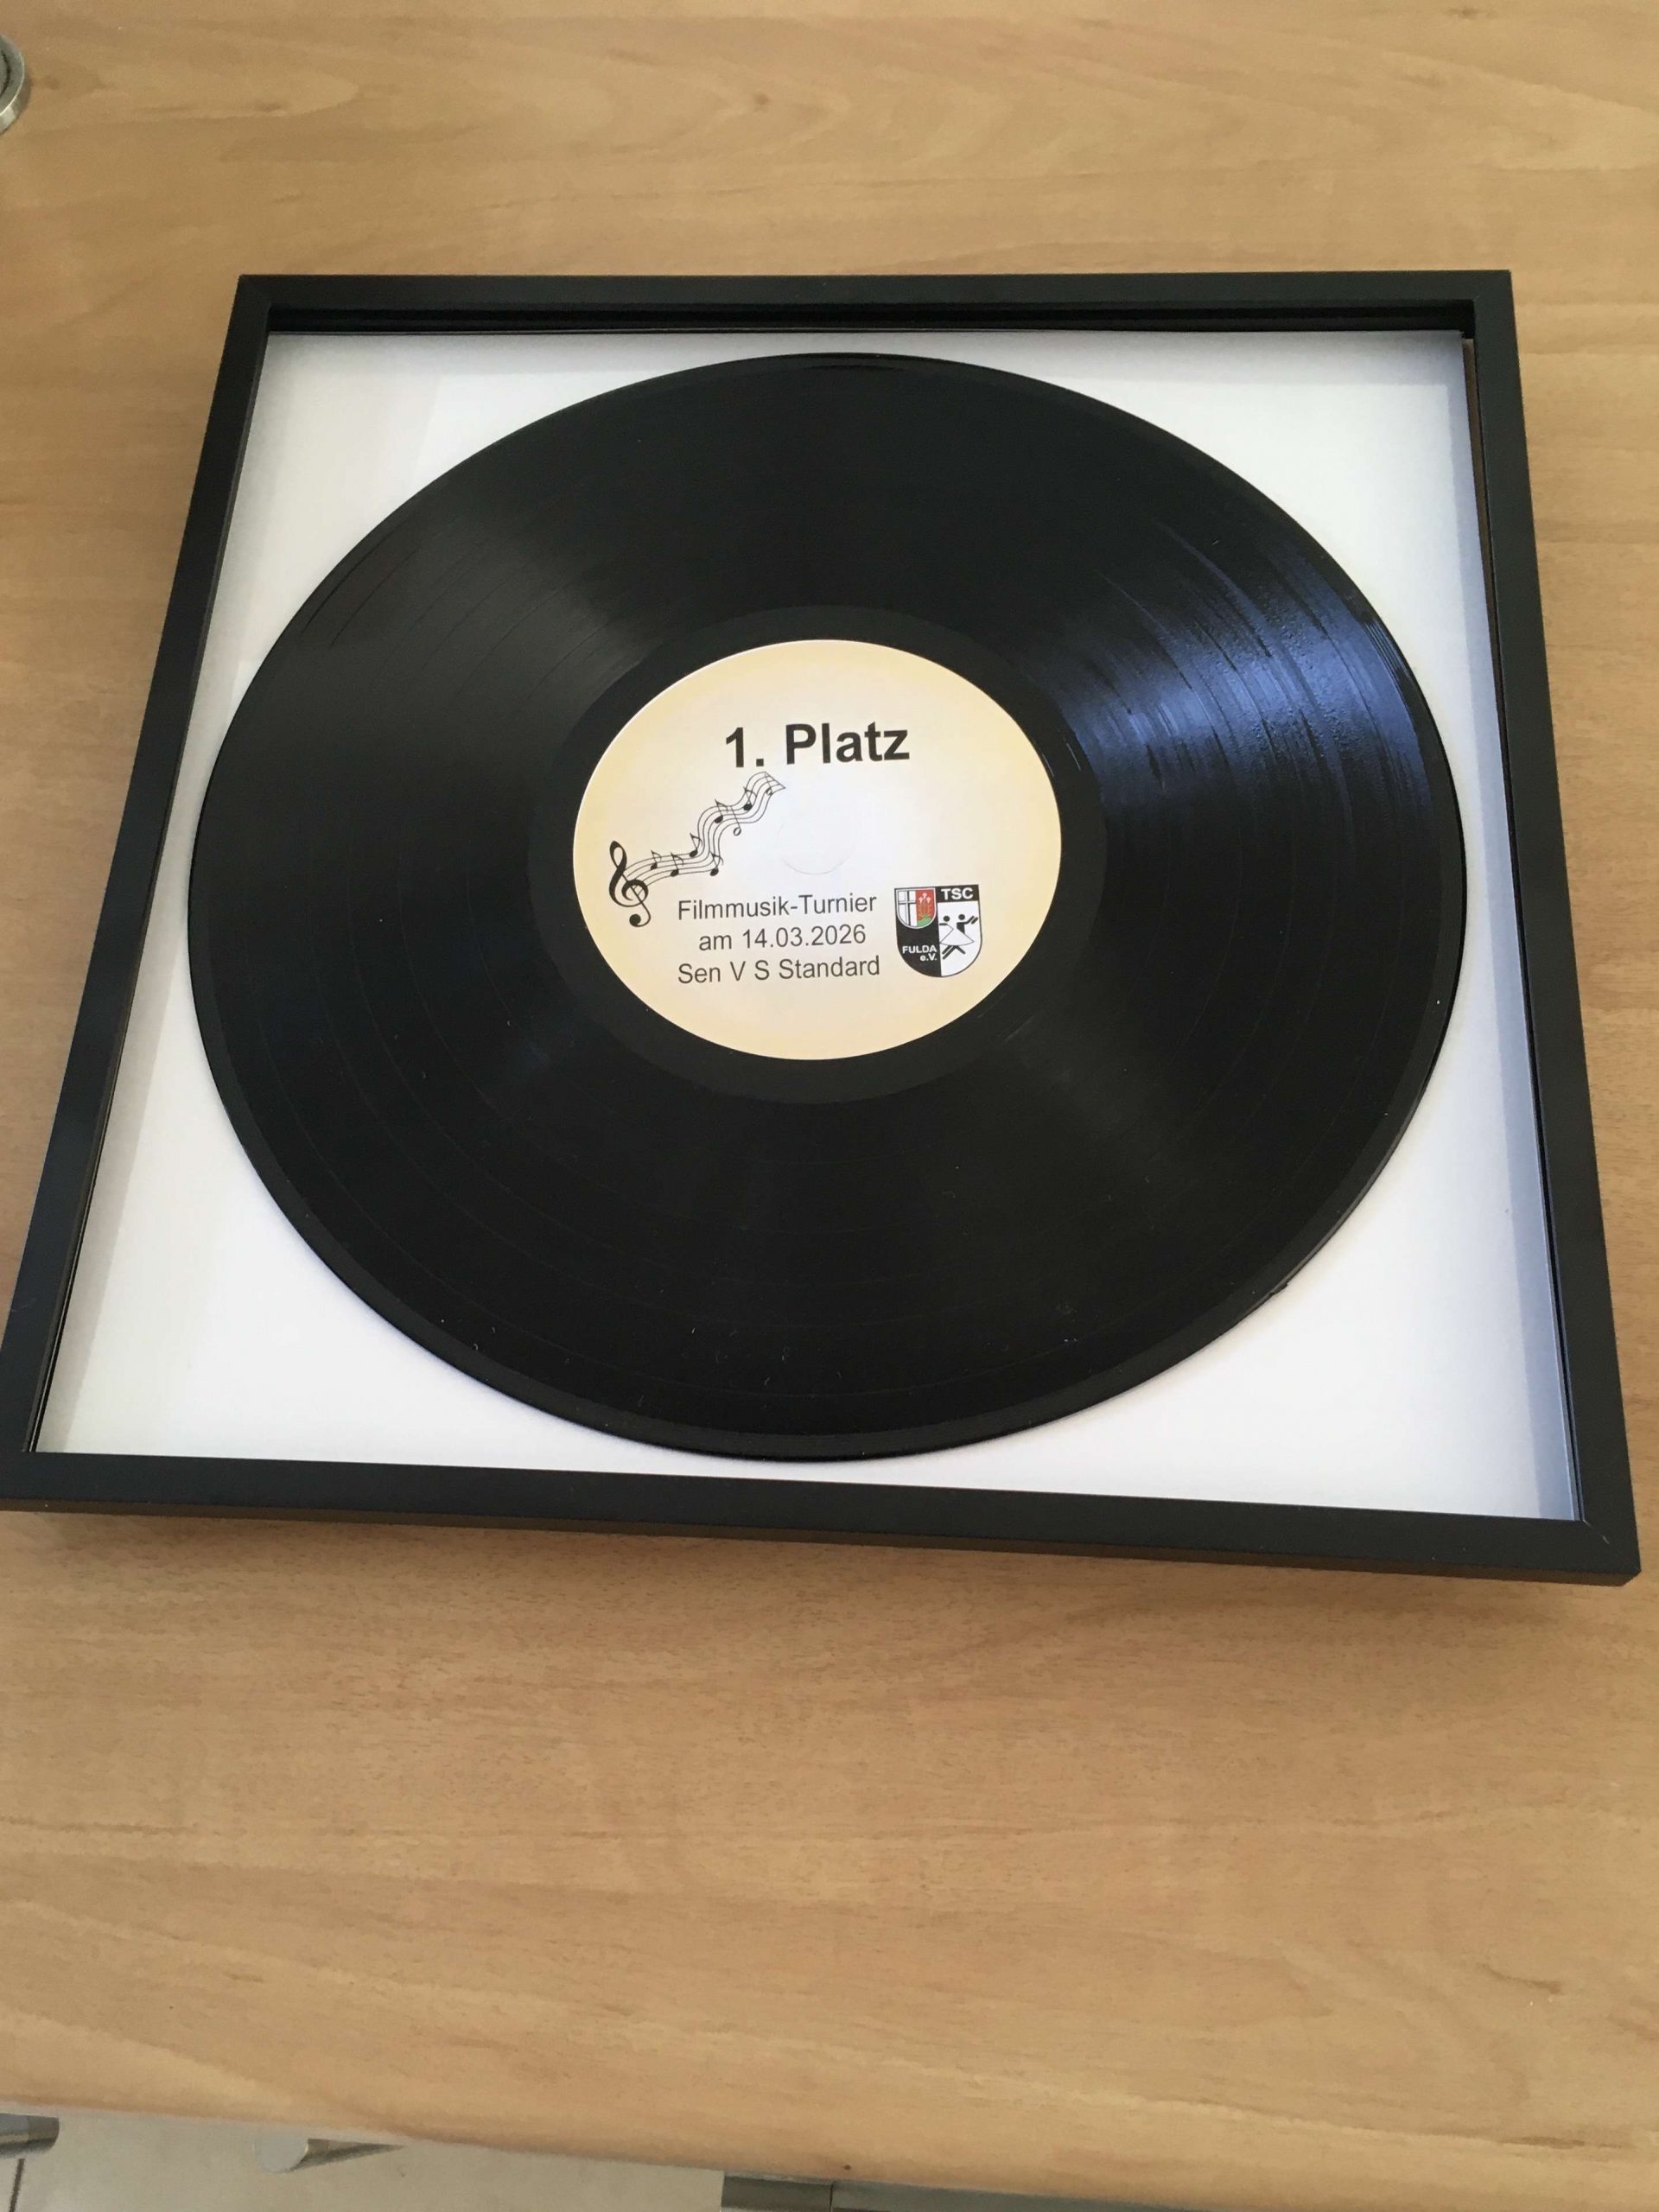 1. Platz
Filmmusik-Turnier
am 14.03.2026
Sen V S Standard
TSC
FULDA
e.V.